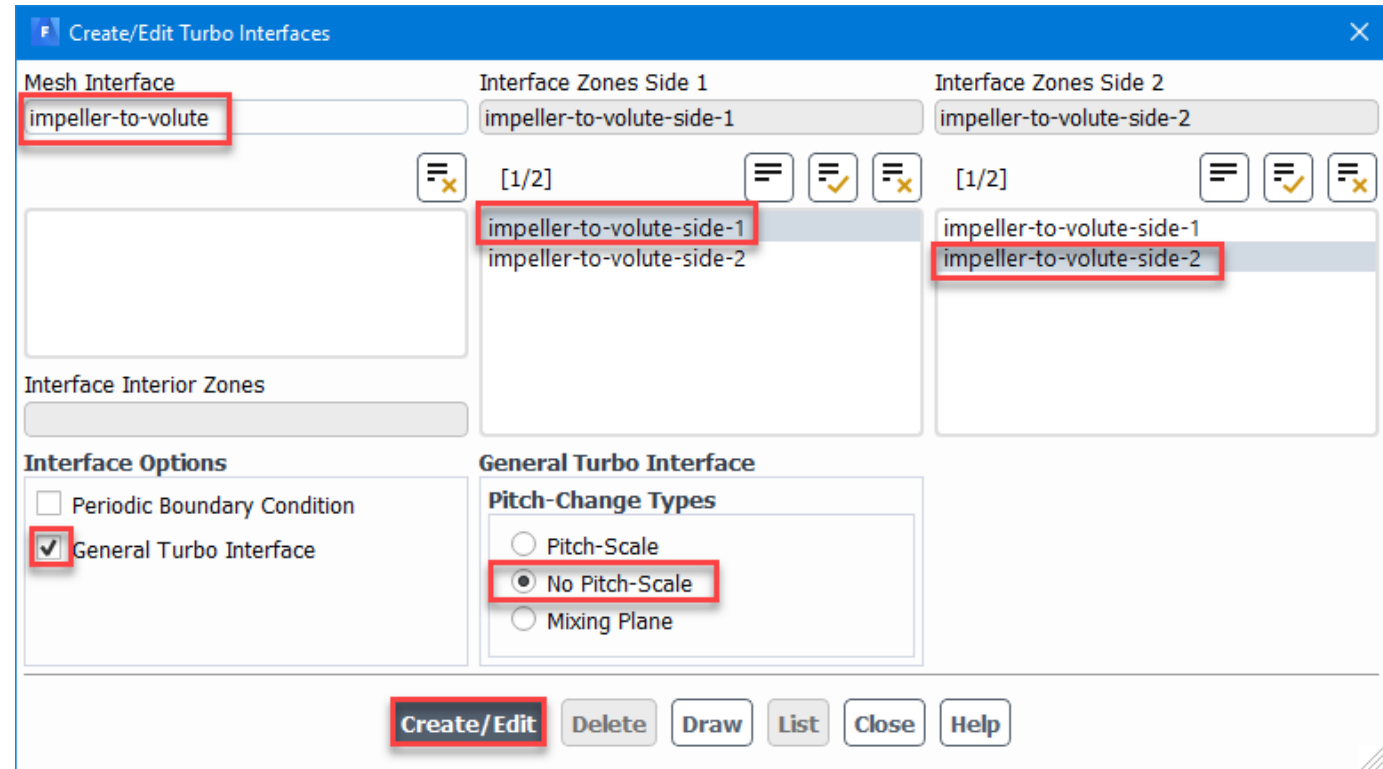 F Create/Edit Turbo Interfaces
Mesh Interface
impeller-to-volute
Interface Zones Side 1
impeller-to-volute-side-1
Interface Zones Side 2
impeller-to-volute-side-2
[1/2]
impeller-to-volute-side-1
impeller-to-volute-side-2
[1/2]
impeller-to-volute-side-1
impeller-to-volute-side-2
Interface Interior Zones
Interface Options
Periodic Boundary Condition
General Turbo Interface
General Turbo Interface
Pitch-Change Types
Pitch-Scale
No Pitch-Scale
Mixing Plane
Create/Edit
Delete
Draw
List
Close
Help